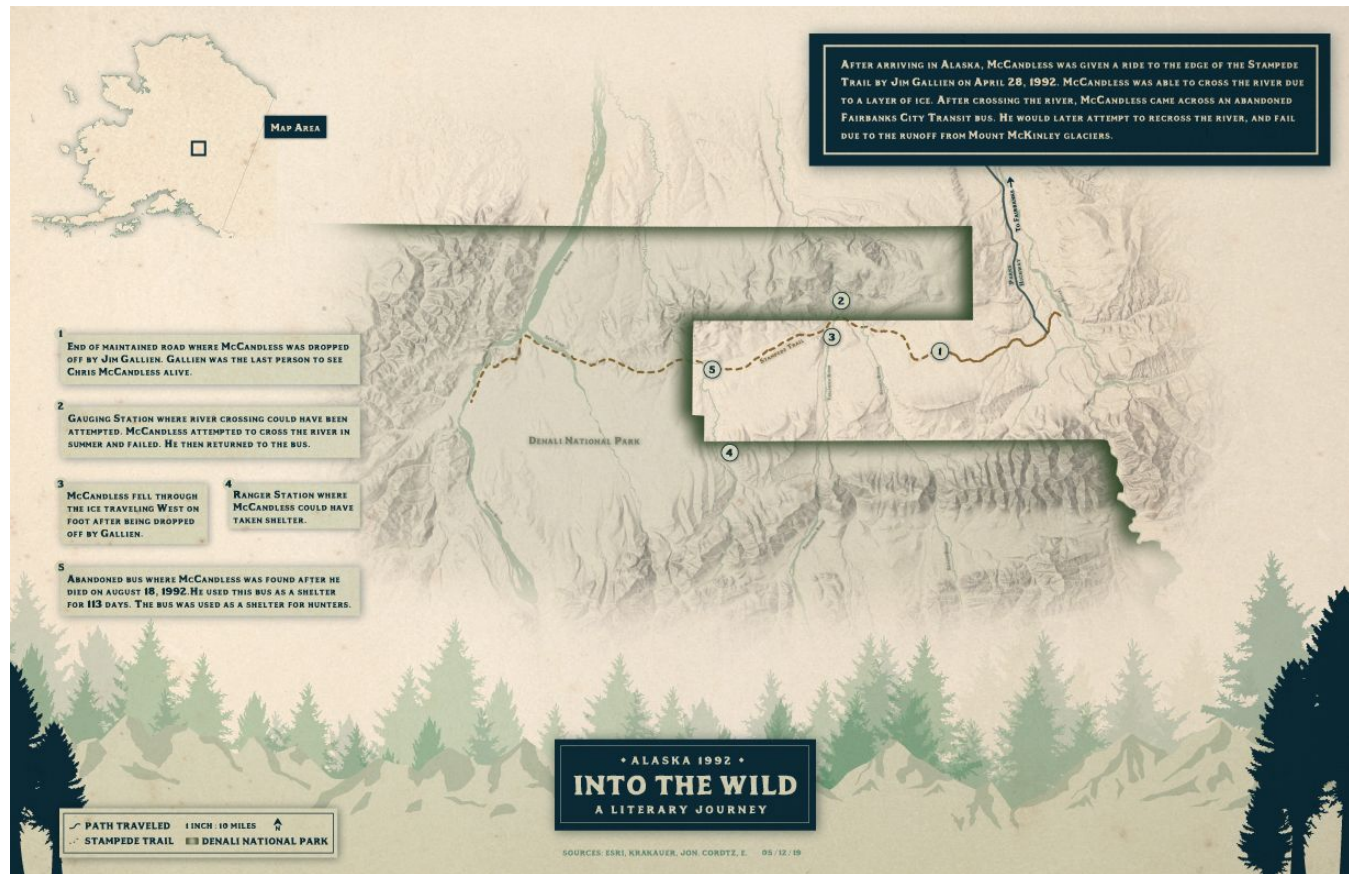 Map Area
After arriving in Alaska, McCandless was given a ride to the edge of the Stampede
Trail by Jim Gallien on April 28, 1992. McCandless was able to cross the river due
to a layer of ice. After crossing the river, McCandless came across an abandoned
Fairbanks City Transit bus. He would later attempt to recross the river, and fail
due to the runoff from Mount McKinley glaciers.
To Fairbanks
Parks
Highway
2
3
1
5
4
Stampede Trail
Denali National Park
1
End of maintained road where McCandless was dropped
off by Jim Gallien. Gallien was the last person to see
Chris McCandless alive.
2
Gauging Station where river crossing could have been
attempted. McCandless attempted to cross the river in
summer and failed. He then returned to the bus.
3
McCandless fell through
the ice traveling West on
foot after being dropped
off by Gallien.
4
Ranger Station where
McCandless could have
taken shelter.
5
Abandoned bus where McCandless was found after he
died on august 18, 1992.He used this bus as a shelter
for 113 days. The bus was used as a shelter for hunters.
• ALASKA 1992 •
INTO THE WILD
A LITERARY JOURNEY
PATH TRAVELED 1 INCH : 10 MILES N
STAMPEDE TRAIL DENALI NATIONAL PARK
SOURCES: ESRI, KRAKAUER, JON. CORDTZ, E. 05/12/19